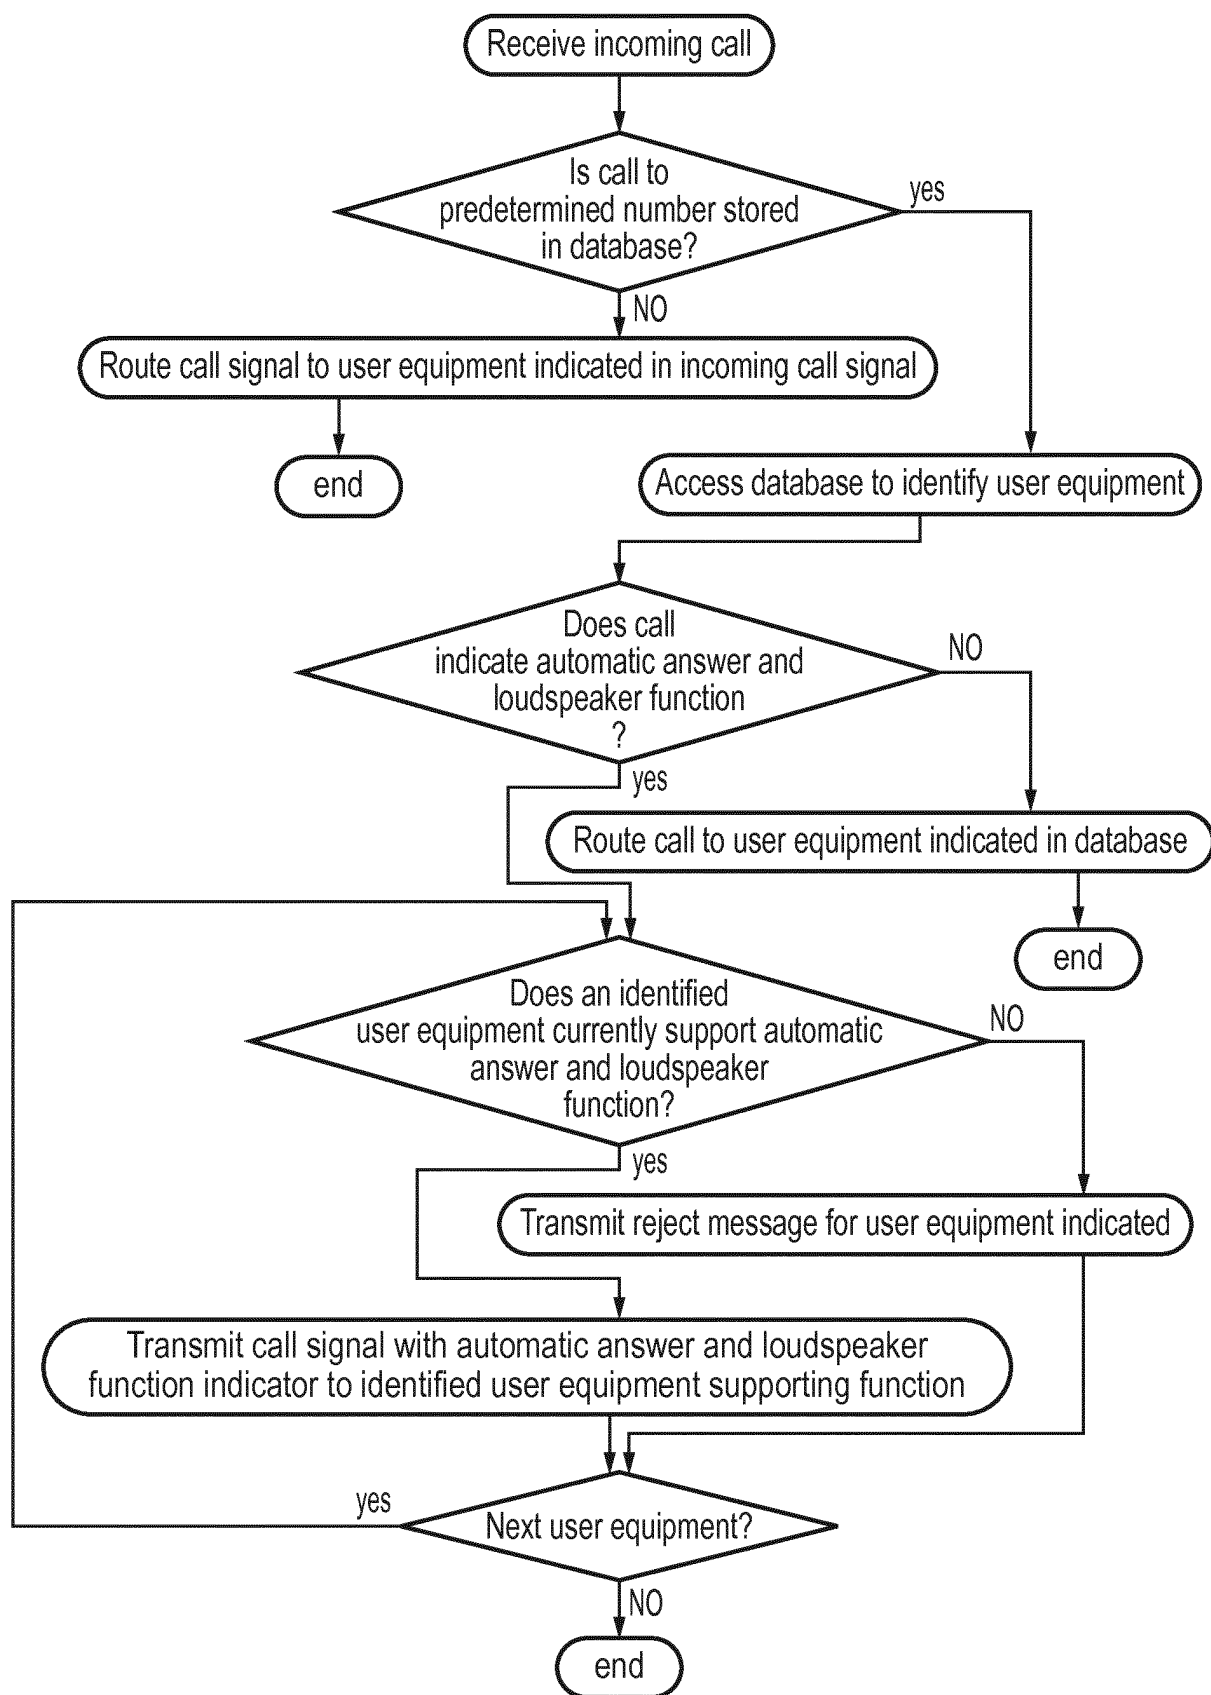 Receive incoming call
Is call to
predetermined number stored
in database?
yes
NO
Route call signal to user equipment indicated in incoming call signal
end
Access database to identify user equipment
Does call
indicate automatic answer and
loudspeaker function
?
NO
yes
Route call to user equipment indicated in database
end
Does an identified
user equipment currently support automatic
answer and loudspeaker
function?
NO
yes
Transmit reject message for user equipment indicated
Transmit call signal with automatic answer and loudspeaker
function indicator to identified user equipment supporting function
yes
Next user equipment?
NO
end